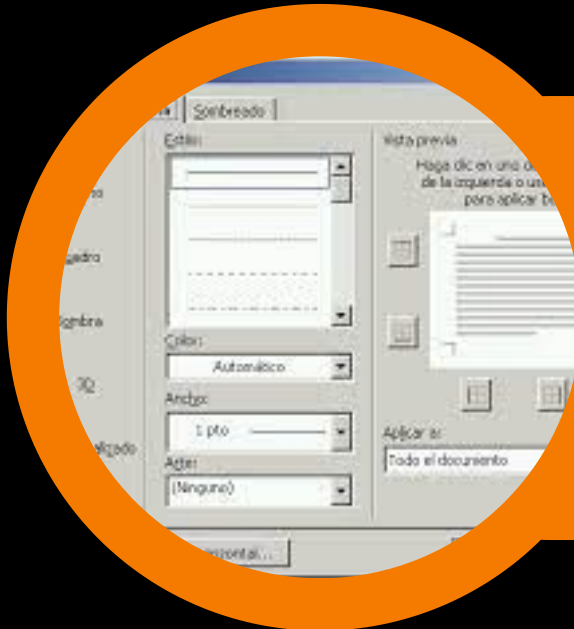 Sombreado
Estilo:
Color:
Automático
Ancho:
1 pto
Arte:
(Ninguno)
Vista previa
Haga clic en uno
de la izquierda o
para aplicar
Aplicar a:
Todo el documento
3D